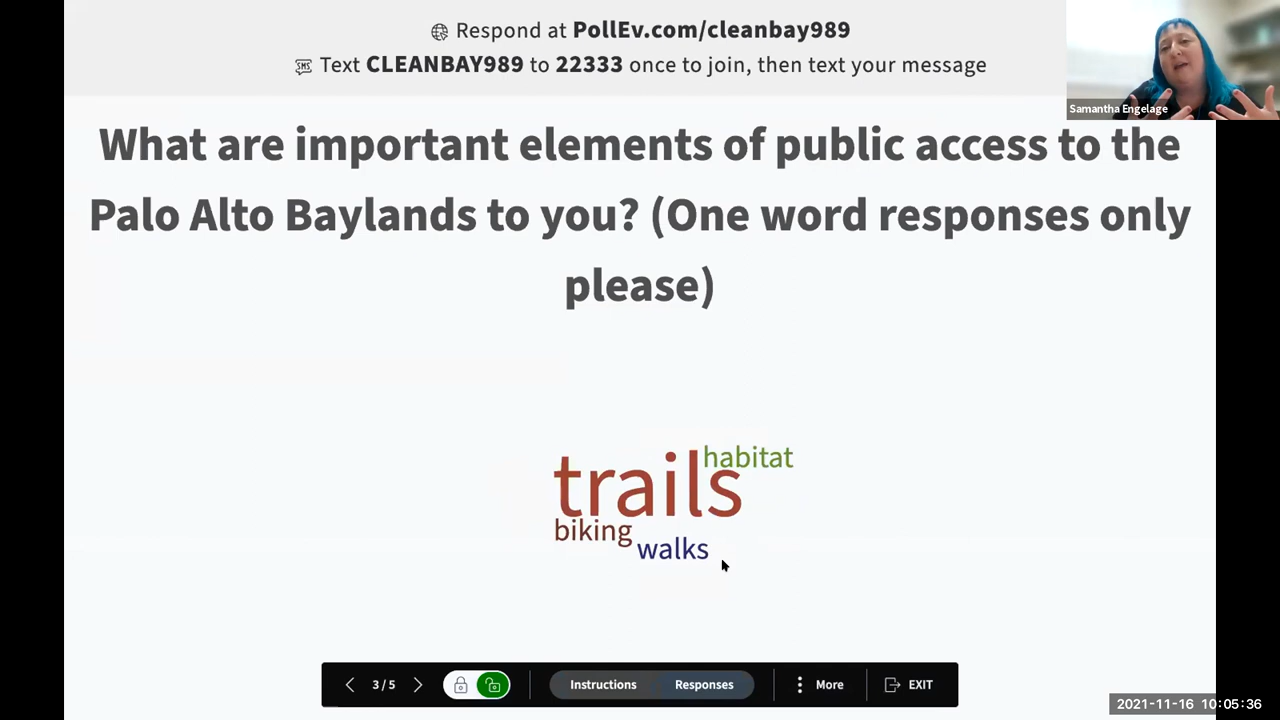 Respond at PollEv.com/cleanbay989
Text CLEANBAY989 to 22333 once to join, then text your message
Samantha Engelage
What are important elements of public access to the
Palo Alto Baylands to you? (One word responses only
please)
habitat
trails
biking
walks
3 / 5
Instructions
Responses
More
EXIT
2021-11-16 10:05:36